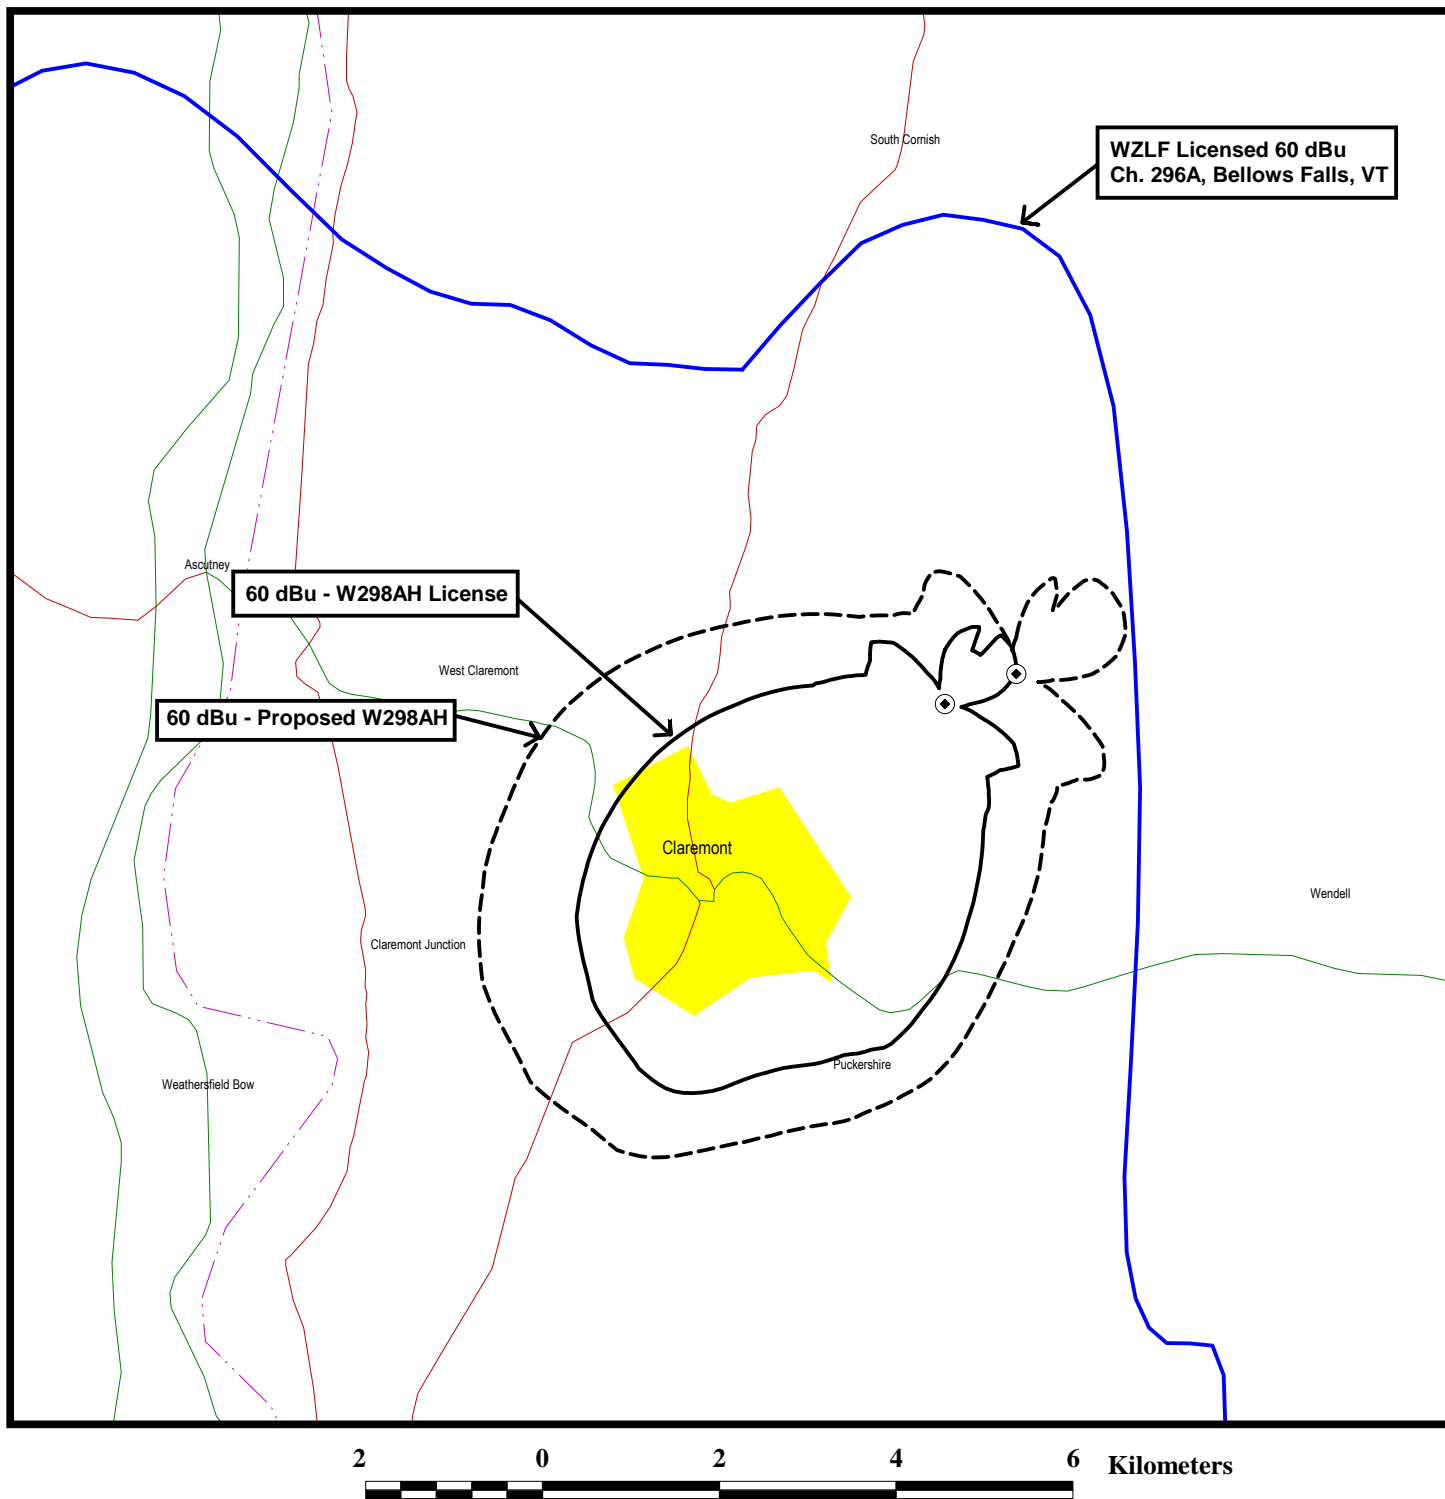 South Cornish
WZLF Licensed 60 dBu
Ch. 296A, Bellows Falls, VT
Ascutney
60 dBu - W298AH License
West Claremont
60 dBu - Proposed W298AH
Claremont
Wendell
Claremont Junction
Puckershire
Weathersfield Bow
2 0 2 4 6 Kilometers